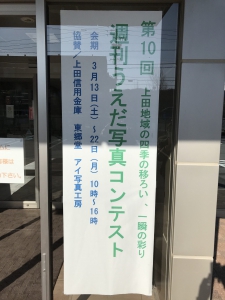 第10回 上田地域の四季の移ろい、一瞬の彩り
週刊うえだ写真コンテスト
会期／3月13日(土)～22日(月)10時～16時
協賛／上田信用金庫 東郷堂 アイ写真工房